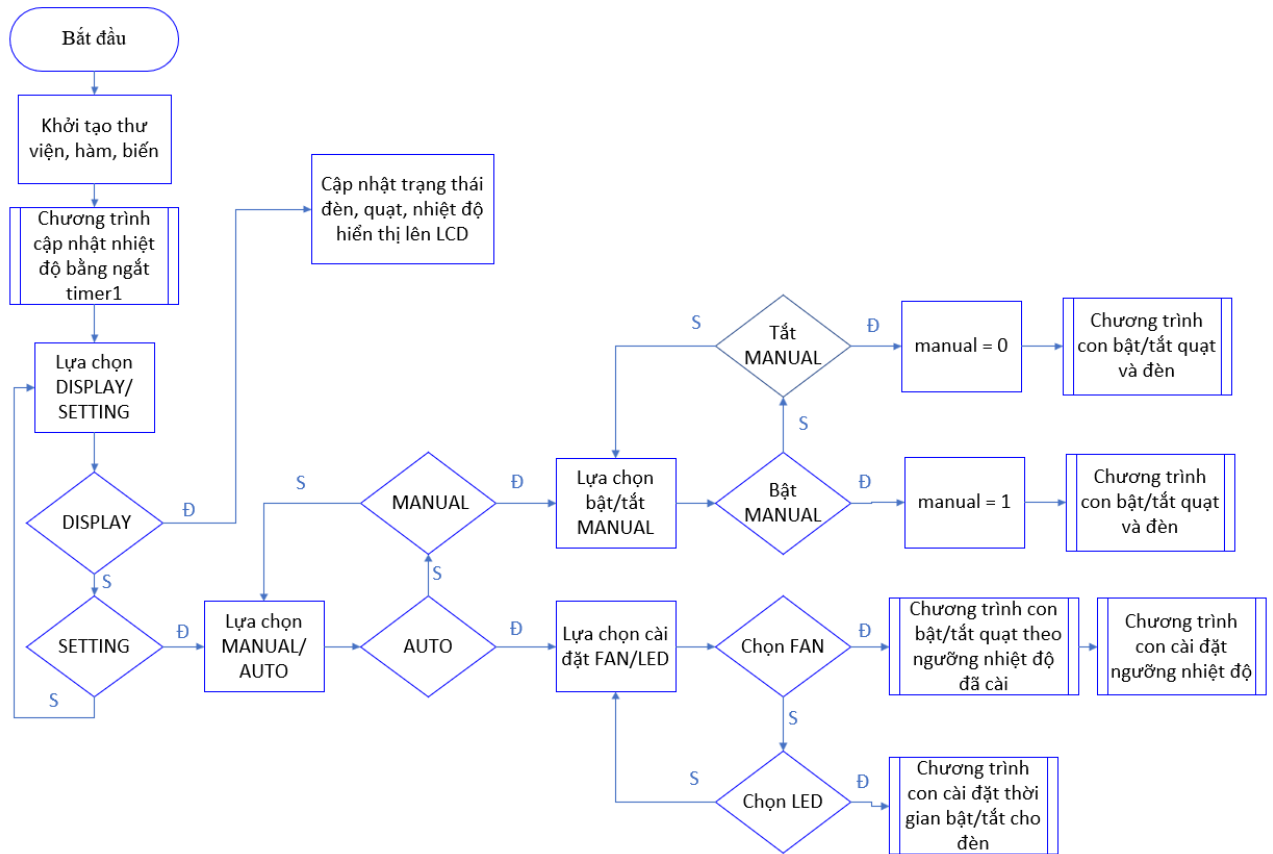 Bắt đầu
Khởi tạo thư
viện, hàm, biến
Chương trình
cập nhật nhiệt
độ bằng ngắt
timer1
Lựa chọn
DISPLAY/
SETTING
DISPLAY
Đ
S
SETTING
Đ
S
Cập nhật trạng thái
đèn, quạt, nhiệt độ
hiển thị lên LCD
Lựa chọn
MANUAL/
AUTO
AUTO
Đ
S
MANUAL
Đ
S
Lựa chọn
bật/tắt
MANUAL
Bật
MANUAL
Đ
S
manual = 1
Chương trình
con bật/tắt quạt
và đèn
Tắt
MANUAL
Đ
S
manual = 0
Chương trình
con bật/tắt quạt
và đèn
Lựa chọn cài
đặt FAN/LED
Chọn FAN
Đ
S
Chương trình con
bật/tắt quạt theo
ngưỡng nhiệt độ
đã cài
Chương trình
con cài đặt
ngưỡng nhiệt độ
Chọn LED
Đ
S
Chương trình
con cài đặt thời
gian bật/tắt cho
đèn